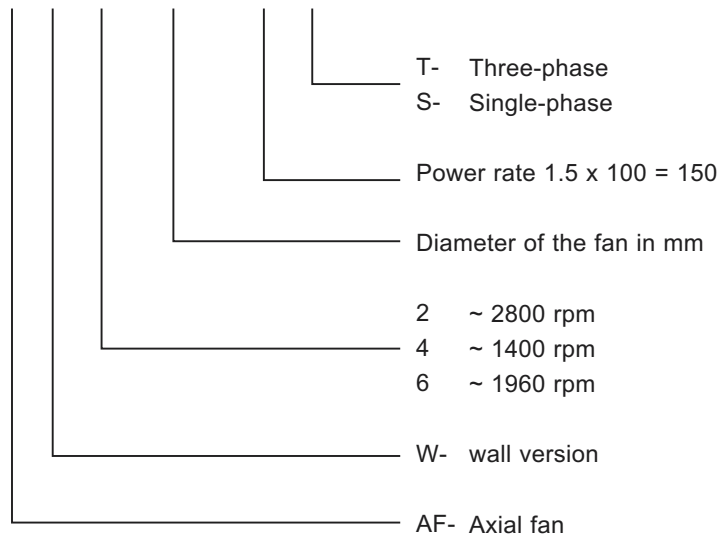 T- Three-phase
S- Single-phase
Power rate 1.5 x 100 = 150
Diameter of the fan in mm
2 ~ 2800 rpm
4 ~ 1400 rpm
6 ~ 1960 rpm
W- wall version
AF- Axial fan